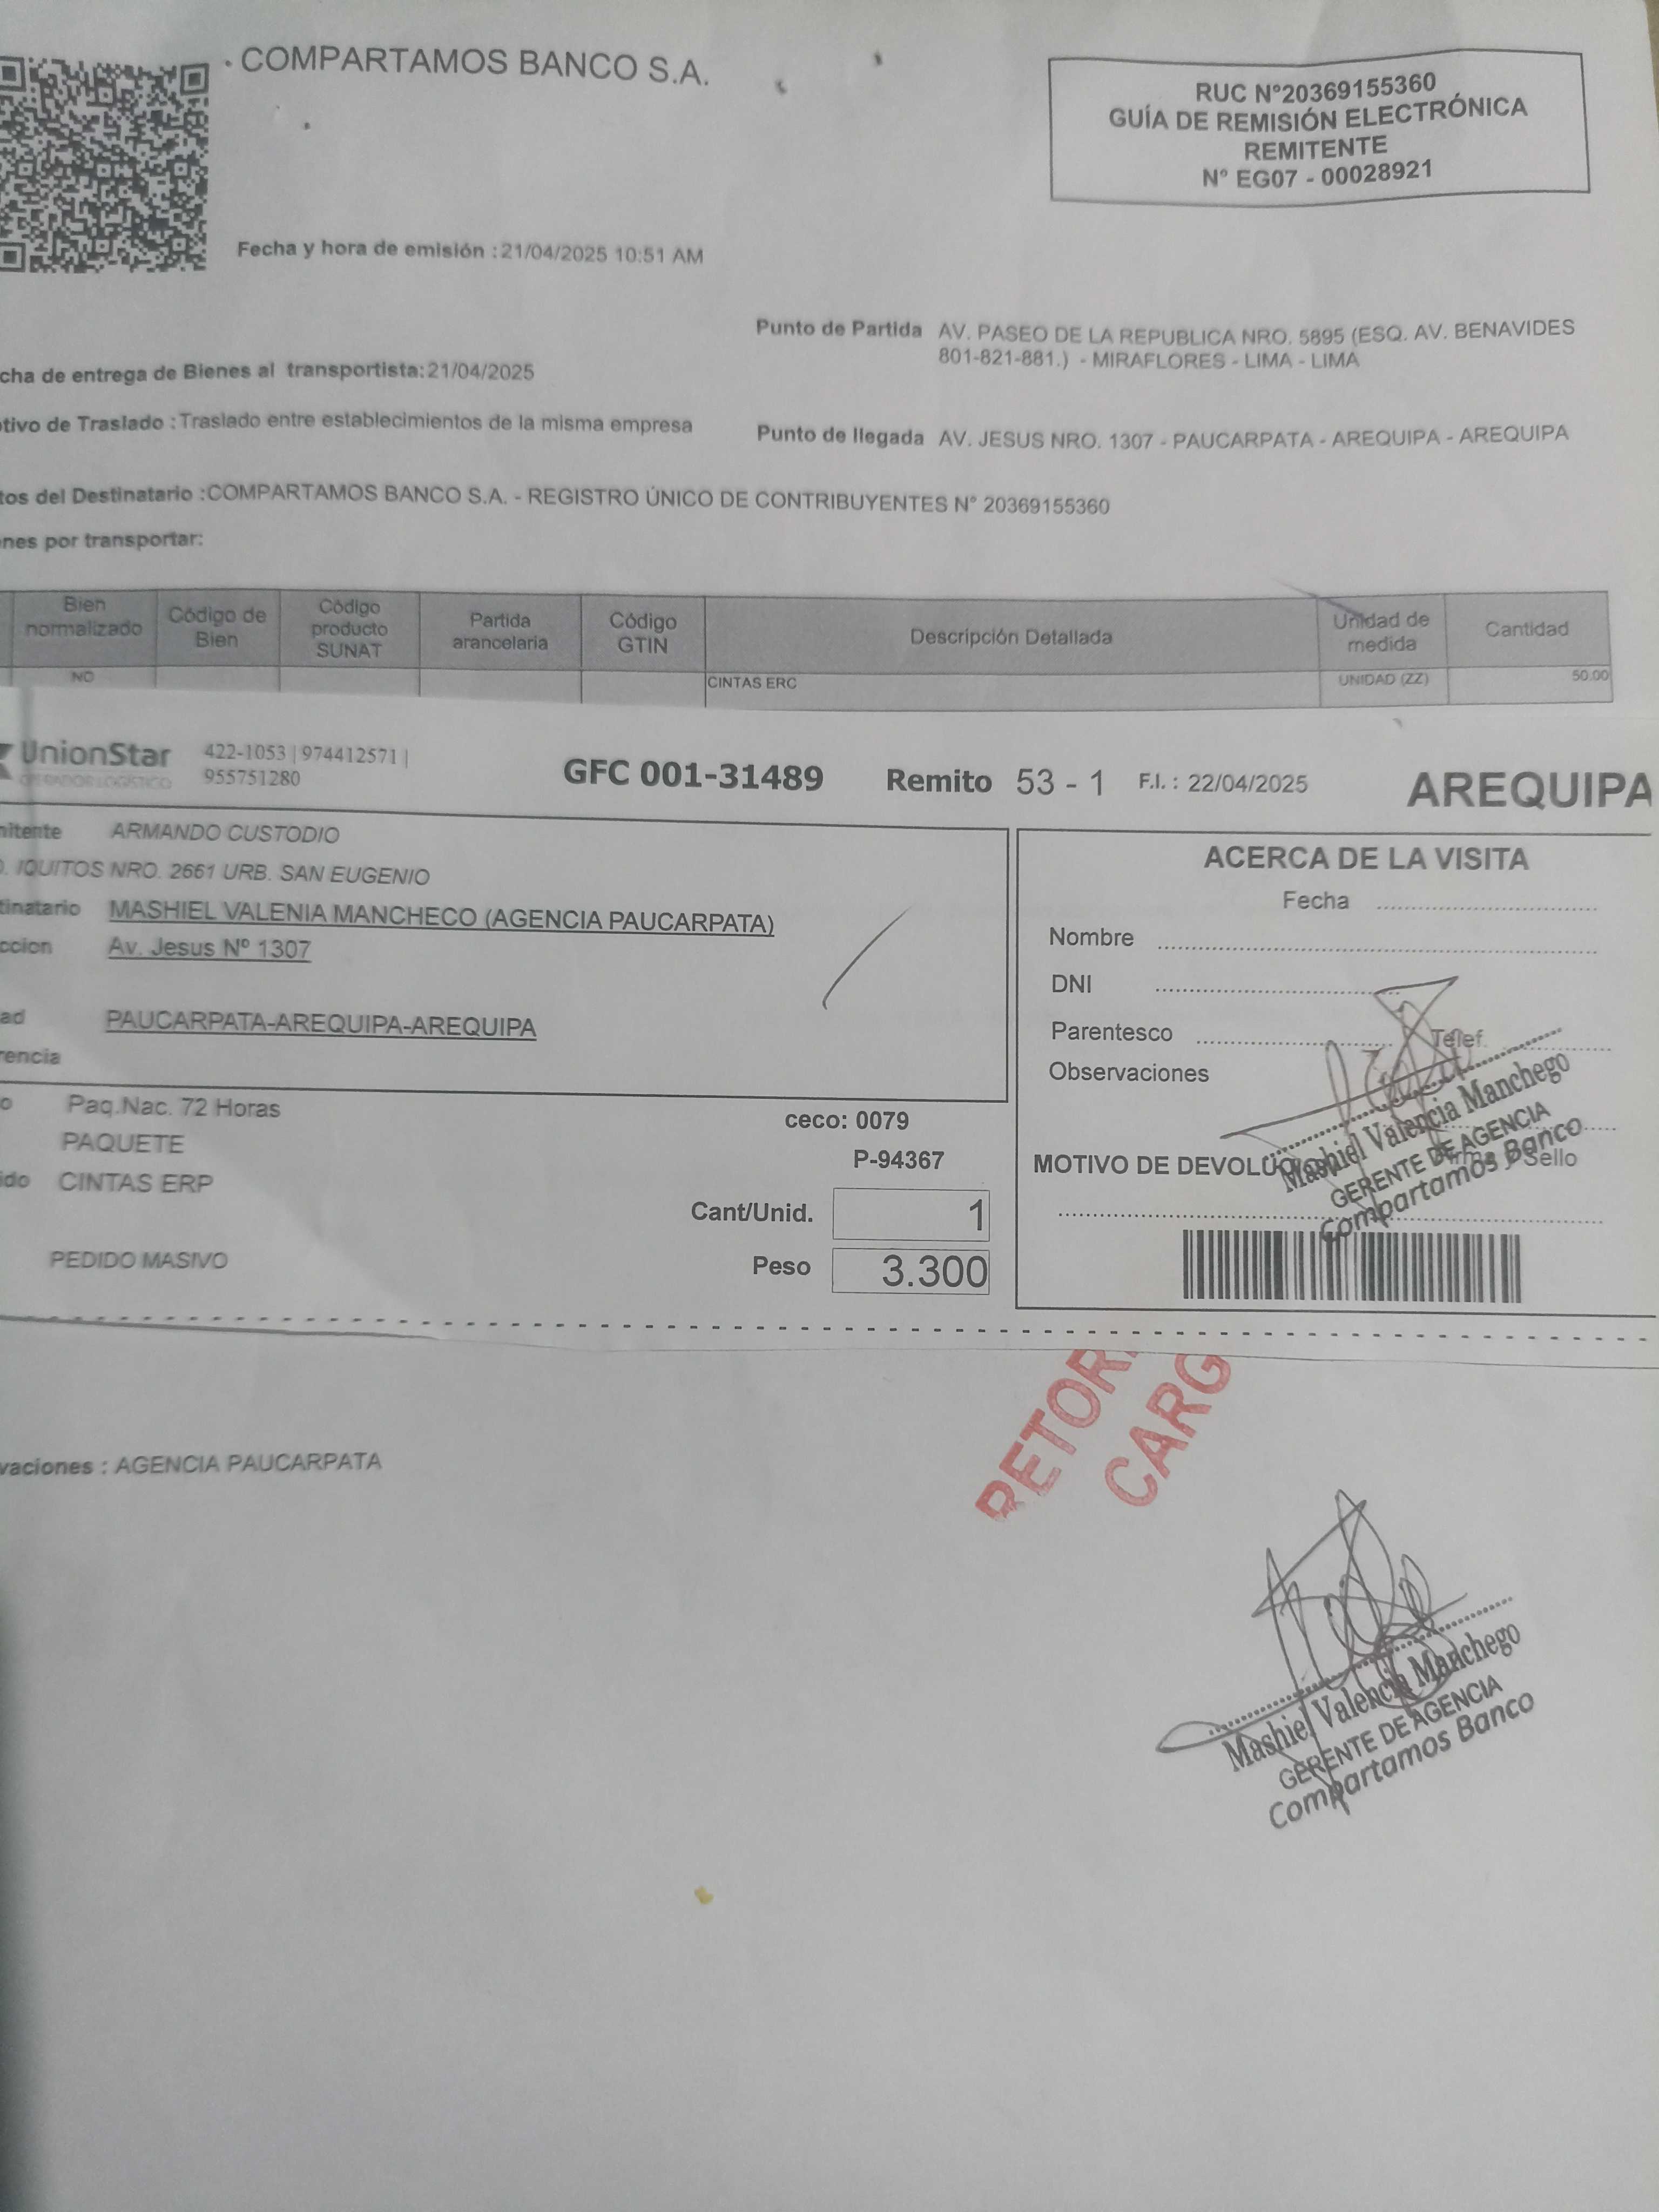 COMPARTAMOS BANCO S.A.
RUC N°20369155360
GUÍA DE REMISIÓN ELECTRÓNICA
REMITENTE
N° EG07 - 00028921
Fecha y hora de emisión : 21/04/2025 10:51 AM
Punto de Partida AV. PASEO DE LA REPUBLICA NRO. 5895 (ESQ. AV. BENAVIDES
801-821-881.) - MIRAFLORES - LIMA - LIMA
cha de entrega de Bienes al transportista: 21/04/2025
tivo de Traslado : Traslado entre establecimientos de la misma empresa
Punto de llegada AV. JESUS NRO. 1307 - PAUCARPATA - AREQUIPA - AREQUIPA
tos del Destinatario : COMPARTAMOS BANCO S.A. - REGISTRO ÚNICO DE CONTRIBUYENTES N° 20369155360
nes por transportar:
Bien normalizado Código de Bien Código producto SUNAT Partida arancelaria Código GTIN Descripción Detallada Unidad de medida Cantidad
NO CINTAS ERC UNIDAD (ZZ) 50.00
UnionStar 422-1053 | 974412571 |
OPERADOR LOGÍSTICO 955751280
GFC 001-31489 Remito 53 - 1 F.I. : 22/04/2025 AREQUIPA
mitente ARMANDO CUSTODIO
IQUITOS NRO. 2661 URB. SAN EUGENIO
tinatario MASHIEL VALENIA MANCHECO (AGENCIA PAUCARPATA)
ccion Av. Jesus Nº 1307
ad PAUCARPATA-AREQUIPA-AREQUIPA
rencia
o Paq.Nac. 72 Horas
PAQUETE
ido CINTAS ERP
PEDIDO MASIVO
ceco: 0079
P-94367
Cant/Unid. 1
Peso 3.300
ACERCA DE LA VISITA
Fecha
Nombre
DNI
Parentesco Telef.
Observaciones
Mashiel Valencia Manchego
GERENTE DE AGENCIA
Compartamos Banco
Firma y Sello
MOTIVO DE DEVOLU
RETOR
CARG
vaciones : AGENCIA PAUCARPATA
Mashiel Valencia Manchego
GERENTE DE AGENCIA
Compartamos Banco